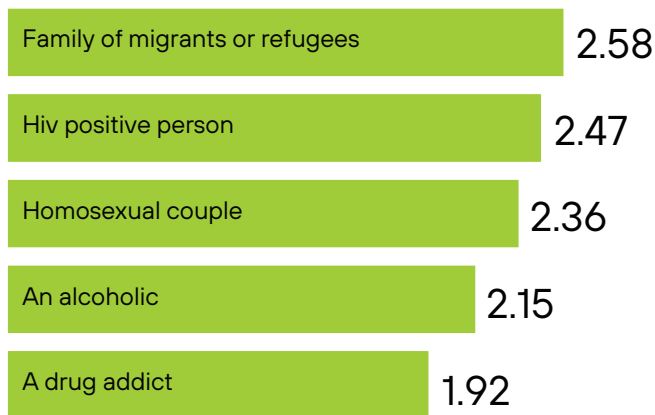 Family of migrants or refugees 2.58
Hiv positive person 2.47
Homosexual couple 2.36
An alcoholic 2.15
A drug addict 1.92